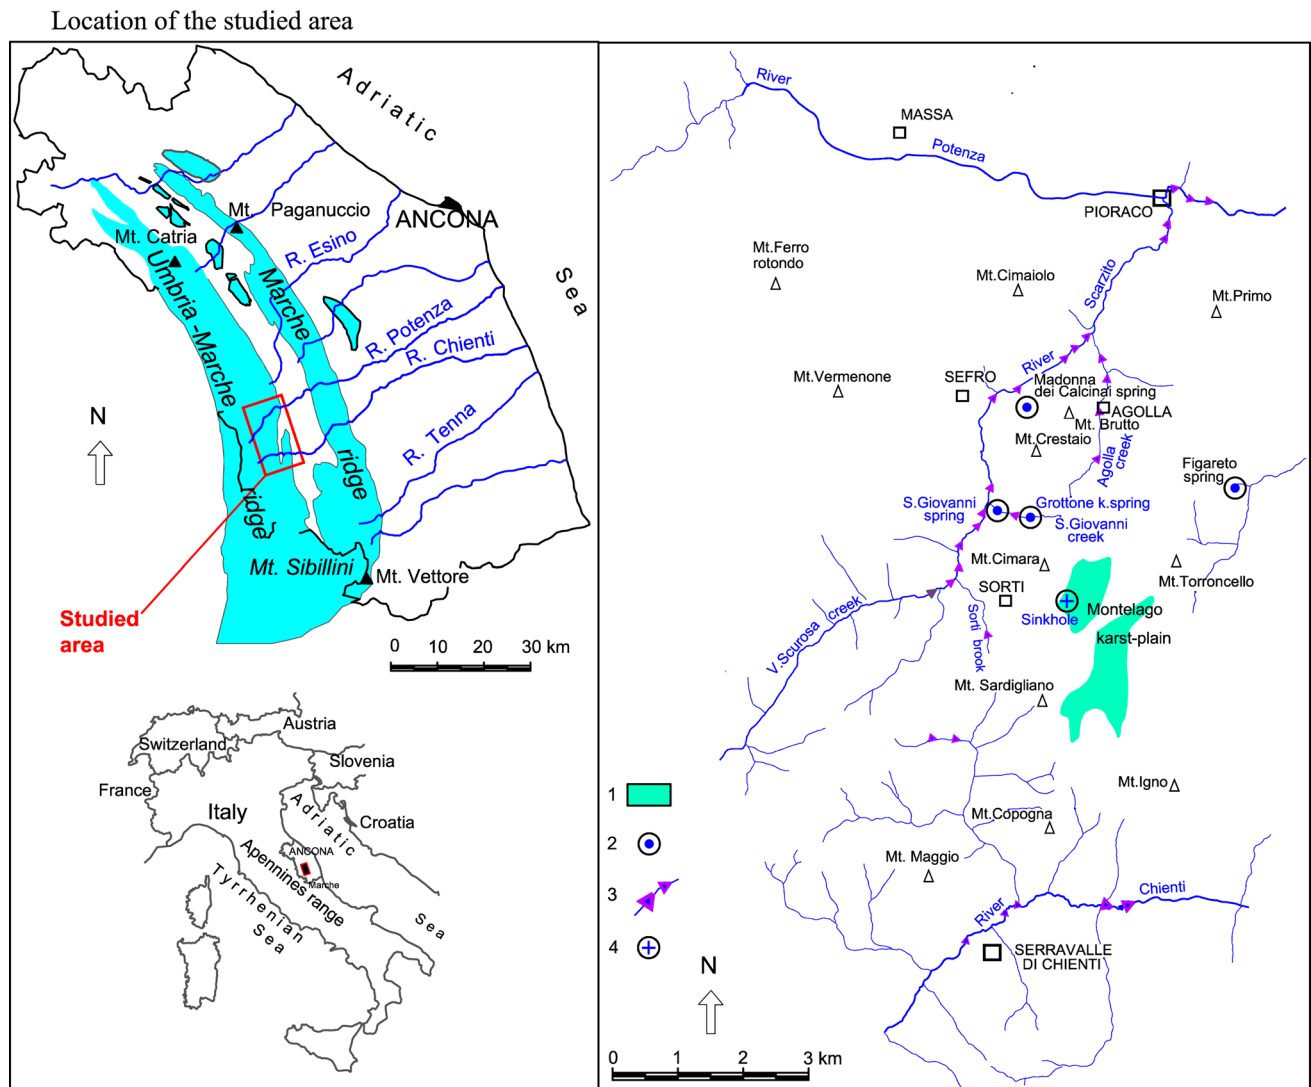 Location of the studied area
Adriatic
Sea
Mt. Paganuccio
ANCONA
Mt. Catria
R. Esino
Umbria -Marche
ridge
Marche
ridge
R. Potenza
R. Chienti
R. Tenna
N
Mt. Sibillini
Mt. Vettore
Studied
area
0 10 20 30 km
Austria
Switzerland
Slovenia
France
Italy
Adriatic
Sea
Croatia
ANCONA
Marche
Apennines range
Tyrrhenian
Sea
River
MASSA
Potenza
PIORACO
Mt.Ferro
rotondo
Mt.Cimaiolo
Scarzito
Mt.Primo
River
Mt.Vermenone
SEFRO
Madonna
dei Calcinai spring
AGOLLA
Mt. Brutto
Mt.Crestaio
Agolla
creek
Figareto
spring
S.Giovanni
spring
Grottone k.spring
S.Giovanni
creek
Mt.Cimara
Mt.Torroncello
SORTI
Sinkhole
Montelago
karst-plain
V.Scurosa creek
Sorti
brook
Mt. Sardigliano
Mt.Igno
Mt.Copogna
Mt. Maggio
River
Chienti
SERRAVALLE
DI CHIENTI
1
2
3
4
N
0 1 2 3 km